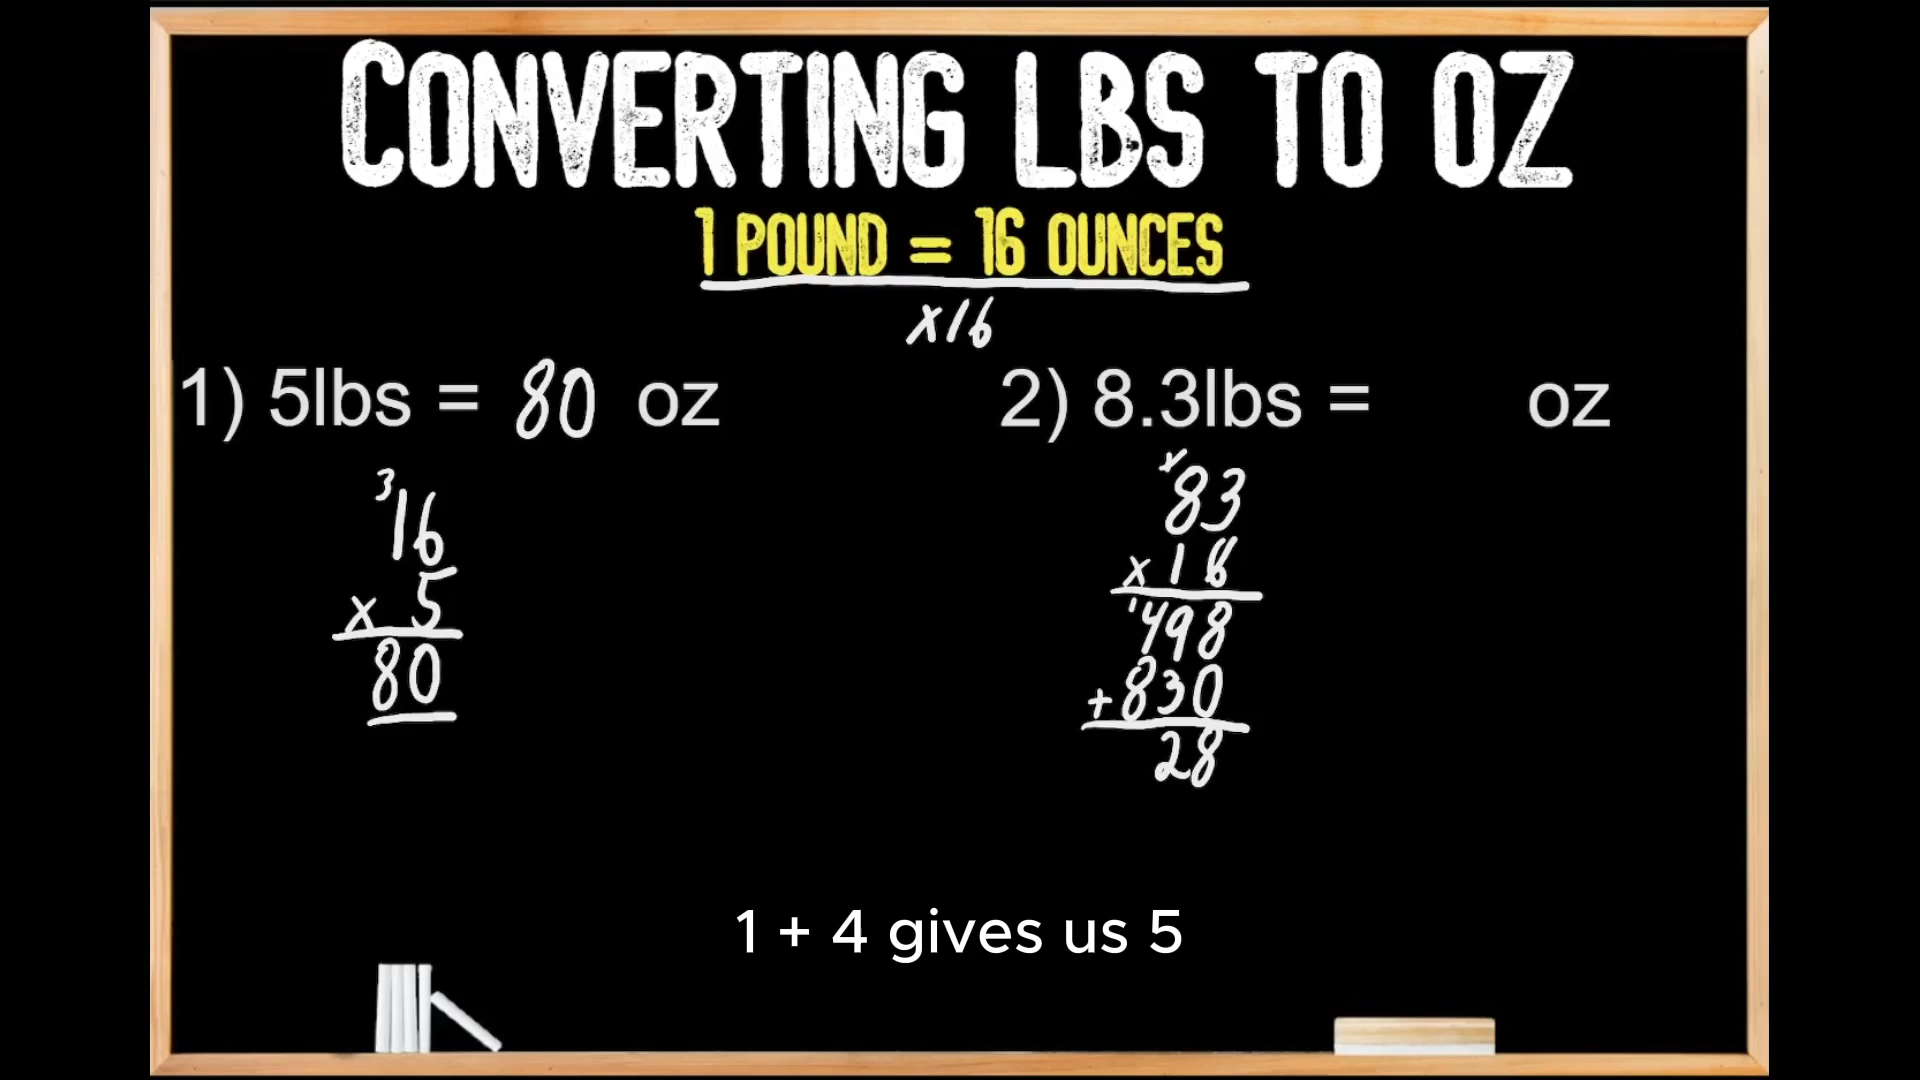 CONVERTING LBS TO OZ
1 POUND = 16 OUNCES
x16
1) 5lbs = 80 oz
3
16
x 5
80
2) 8.3lbs = oz
83
x 16
1
498
+830
28
1 + 4 gives us 5